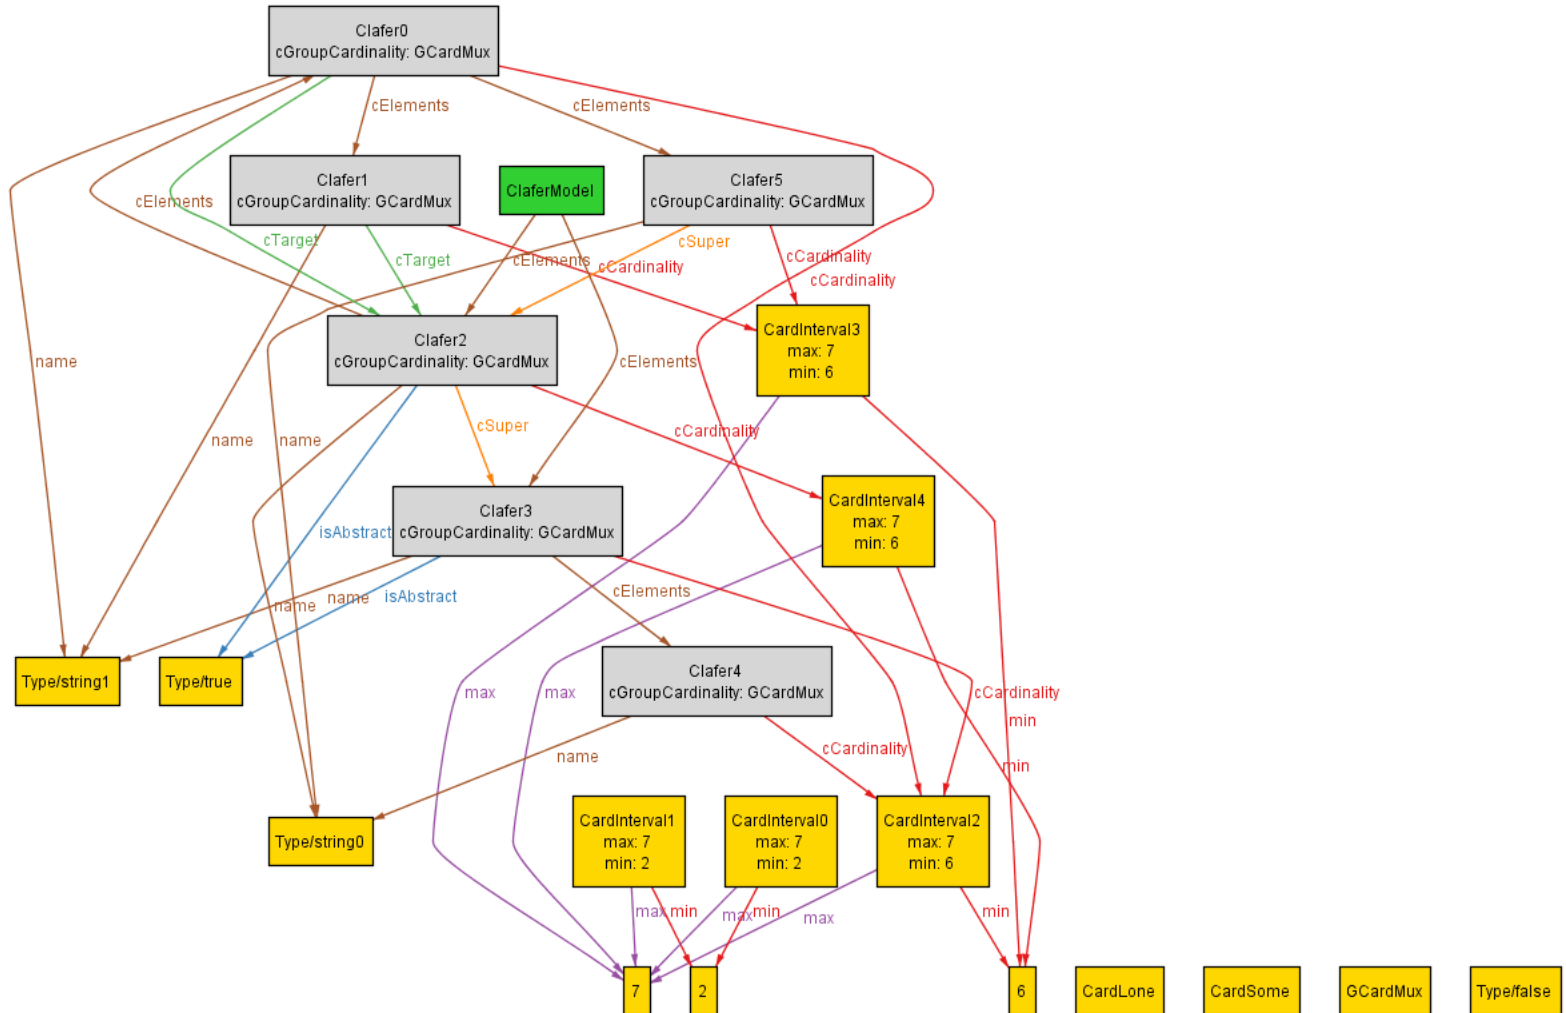 Clafer0
cGroupCardinality: GCardMux
cElements
cElements
Clafer1
cGroupCardinality: GCardMux
ClaferModel
Clafer5
cGroupCardinality: GCardMux
cElements
cTarget
cTarget
cElements
cSuper
cCardinality
cCardinality
cCardinality
CardInterval3
max: 7
min: 6
Clafer2
cGroupCardinality: GCardMux
name
cElements
name
name
cSuper
cCardinality
CardInterval4
max: 7
min: 6
Clafer3
cGroupCardinality: GCardMux
isAbstract
name
name
isAbstract
cElements
Type/string1
Type/true
Clafer4
cGroupCardinality: GCardMux
max
max
cCardinality
min
min
name
cCardinality
Type/string0
CardInterval1
max: 7
min: 2
CardInterval0
max: 7
min: 2
CardInterval2
max: 7
min: 6
max
min
max
min
max
min
7
2
6
CardLone
CardSome
GCardMux
Type/false